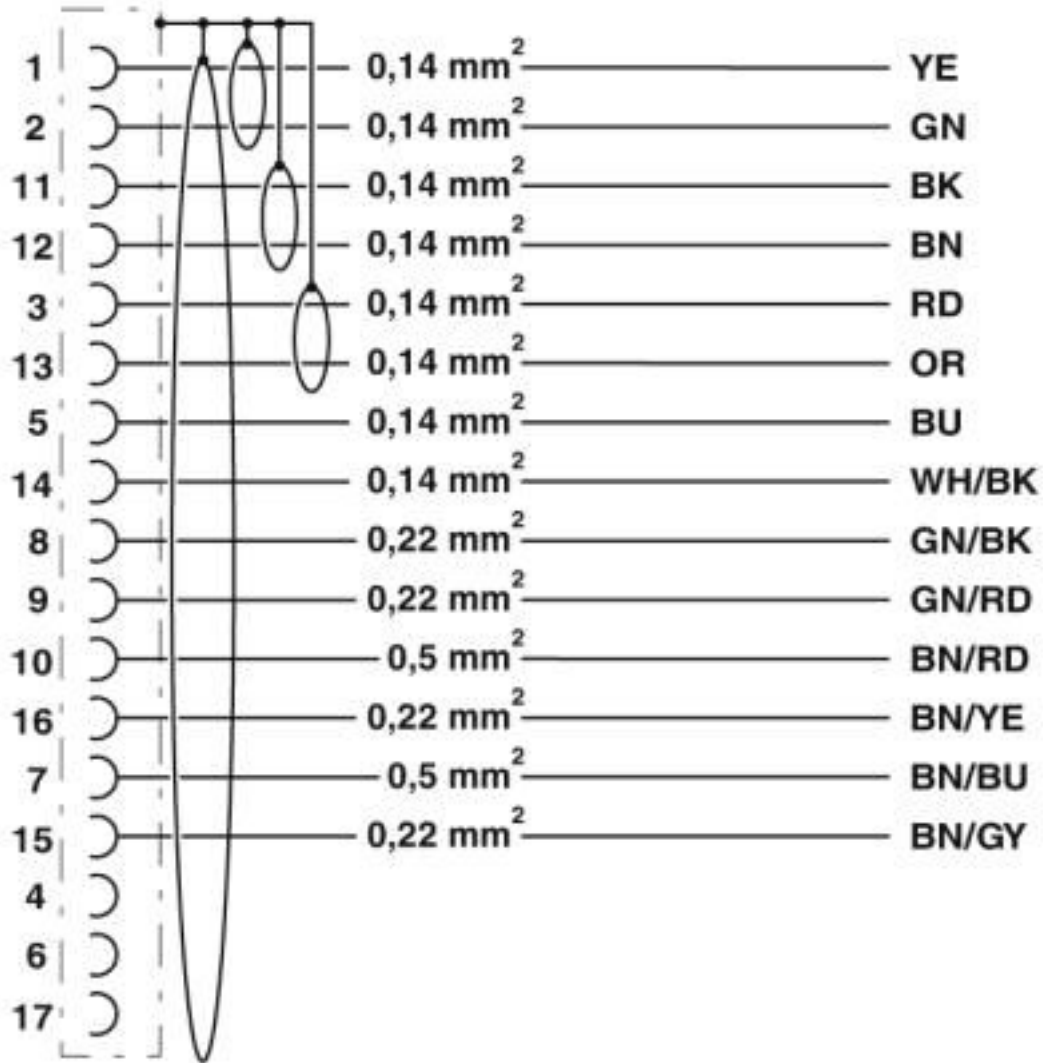 1 0,14 mm² YE
2 0,14 mm² GN
11 0,14 mm² BK
12 0,14 mm² BN
3 0,14 mm² RD
13 0,14 mm² OR
5 0,14 mm² BU
14 0,14 mm² WH/BK
8 0,22 mm² GN/BK
9 0,22 mm² GN/RD
10 0,5 mm² BN/RD
16 0,22 mm² BN/YE
7 0,5 mm² BN/BU
15 0,22 mm² BN/GY
4
6
17